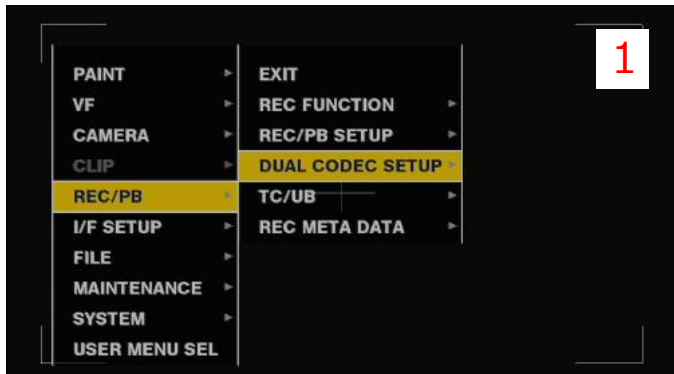 1
PAINT
VF
CAMERA
CLIP
REC/PB
I/F SETUP
FILE
MAINTENANCE
SYSTEM
USER MENU SEL
EXIT
REC FUNCTION
REC/PB SETUP
DUAL CODEC SETUP
TC/UB
REC META DATA